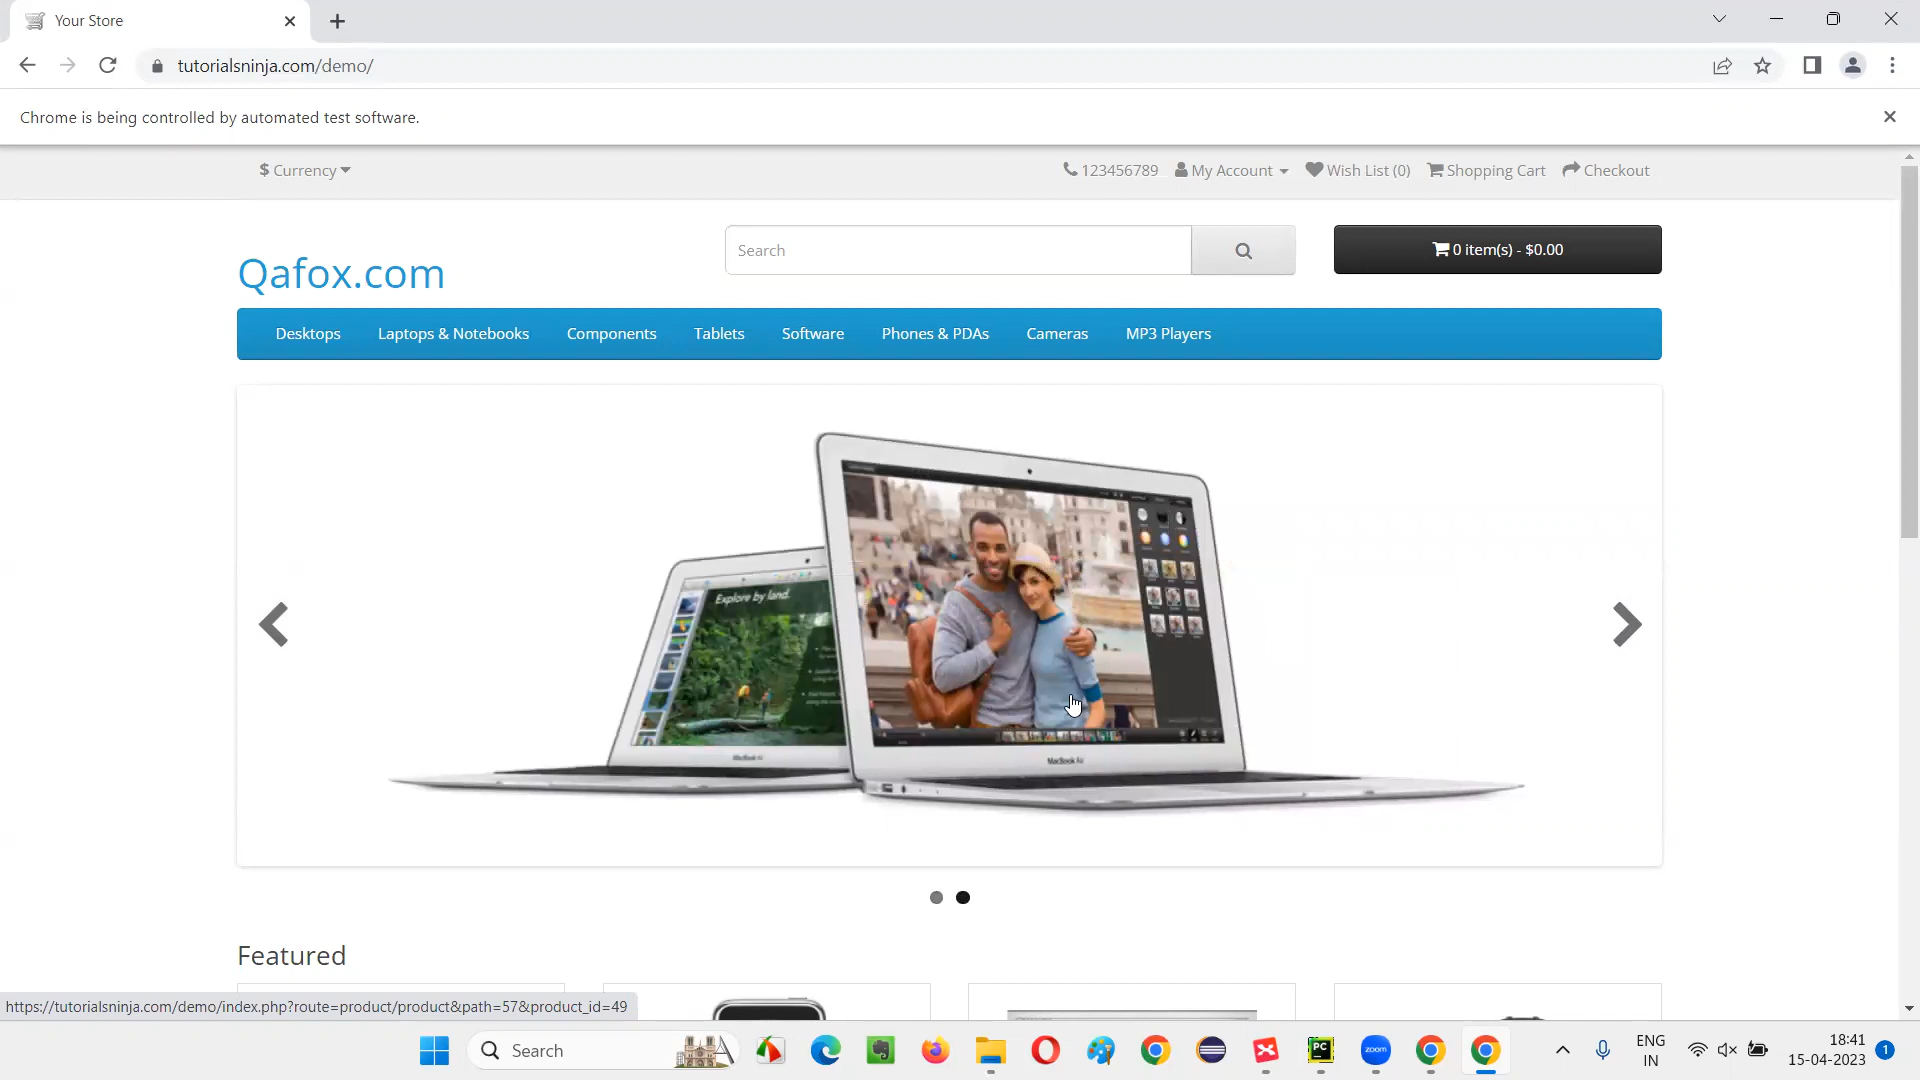 Your Store
tutorialsninja.com/demo/
Chrome is being controlled by automated test software.
$ Currency
123456789 My Account Wish List (0) Shopping Cart Checkout
Qafox.com
Search
0 item(s) - $0.00
Desktops Laptops & Notebooks Components Tablets Software Phones & PDAs Cameras MP3 Players
Explore by land.
MacBook Air
MacBook Air
Featured
https://tutorialsninja.com/demo/index.php?route=product/product&path=57&product_id=49
Search
PC
zoom
ENG
IN
18:41
15-04-2023
1